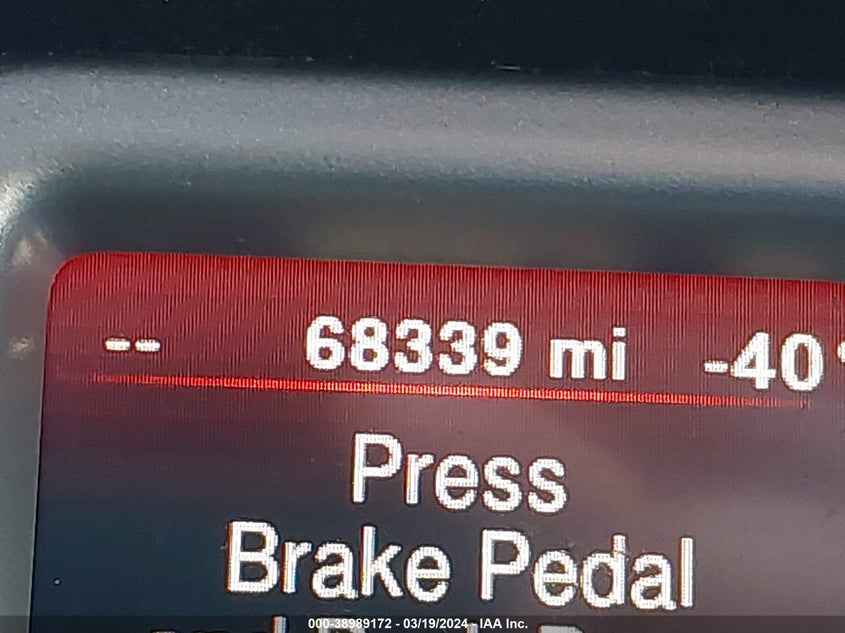 -- 68339 mi -40°
Press
Brake Pedal
000-38989172 - 03/19/2024 - IAA Inc.